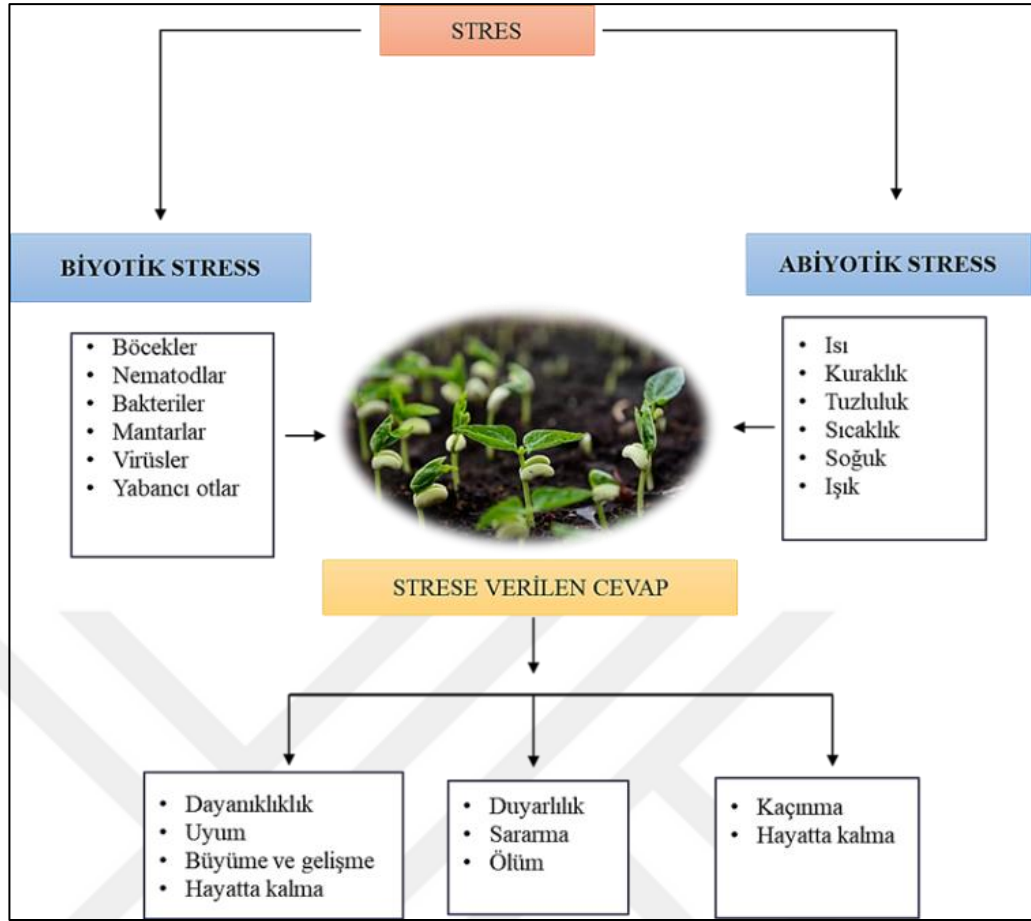 STRES
BİYOTİK STRESS
ABİYOTİK STRESS
• Böcekler
• Nematodlar
• Bakteriler
• Mantarlar
• Virüsler
• Yabancı otlar
• Isı
• Kuraklık
• Tuzluluk
• Sıcaklık
• Soğuk
• Işık
STRESE VERİLEN CEVAP
• Dayanıklıklık
• Uyum
• Büyüme ve gelişme
• Hayatta kalma
• Duyarlılık
• Sararma
• Ölüm
• Kaçınma
• Hayatta kalma